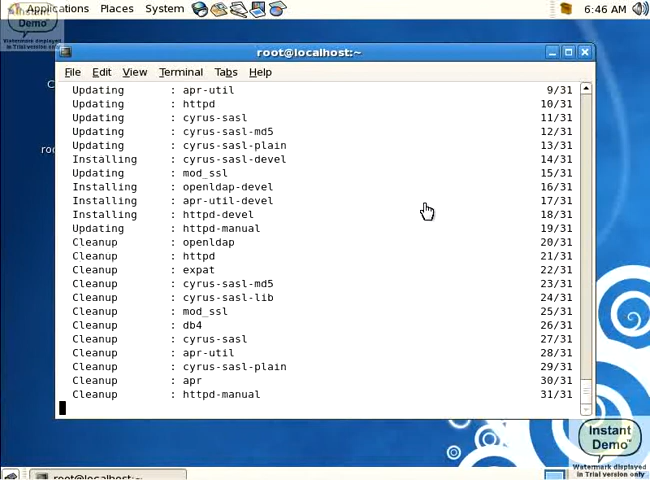 Applications Places System 6:46 AM
Instant
Demo
Watermark displayed
in Trial version only
root@localhost:~
File Edit View Terminal Tabs Help
Updating : apr-util 9/31
Updating : httpd 10/31
Updating : cyrus-sasl 11/31
Updating : cyrus-sasl-md5 12/31
Updating : cyrus-sasl-plain 13/31
Installing : cyrus-sasl-devel 14/31
Updating : mod_ssl 15/31
Installing : openldap-devel 16/31
Installing : apr-util-devel 17/31
Installing : httpd-devel 18/31
Updating : httpd-manual 19/31
Cleanup : openldap 20/31
Cleanup : httpd 21/31
Cleanup : expat 22/31
Cleanup : cyrus-sasl-md5 23/31
Cleanup : cyrus-sasl-lib 24/31
Cleanup : mod_ssl 25/31
Cleanup : db4 26/31
Cleanup : cyrus-sasl 27/31
Cleanup : apr-util 28/31
Cleanup : cyrus-sasl-plain 29/31
Cleanup : apr 30/31
Cleanup : httpd-manual 31/31
Instant
Demo™
Watermark displayed
in Trial version only
root@localhost:~